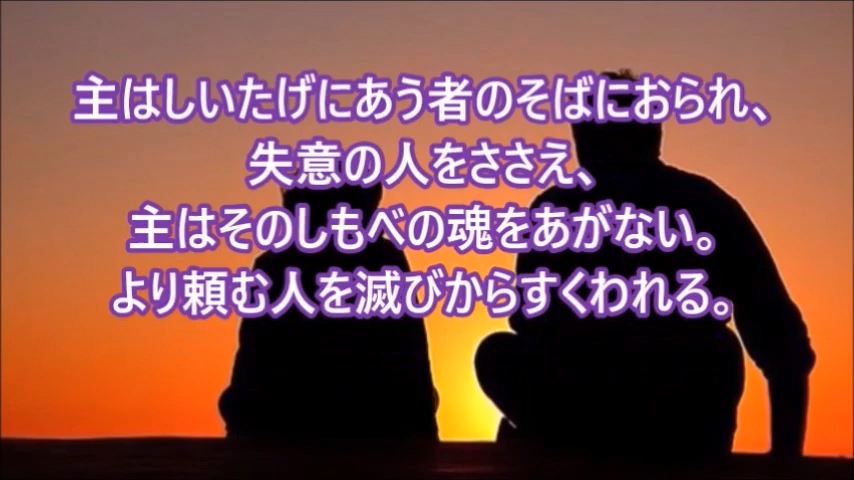 主はしいたげにあう者のそばにおられ、
失意の人をささえ、
主はそのしもべの魂をあがない。
より頼む人を滅びからすくわれる。